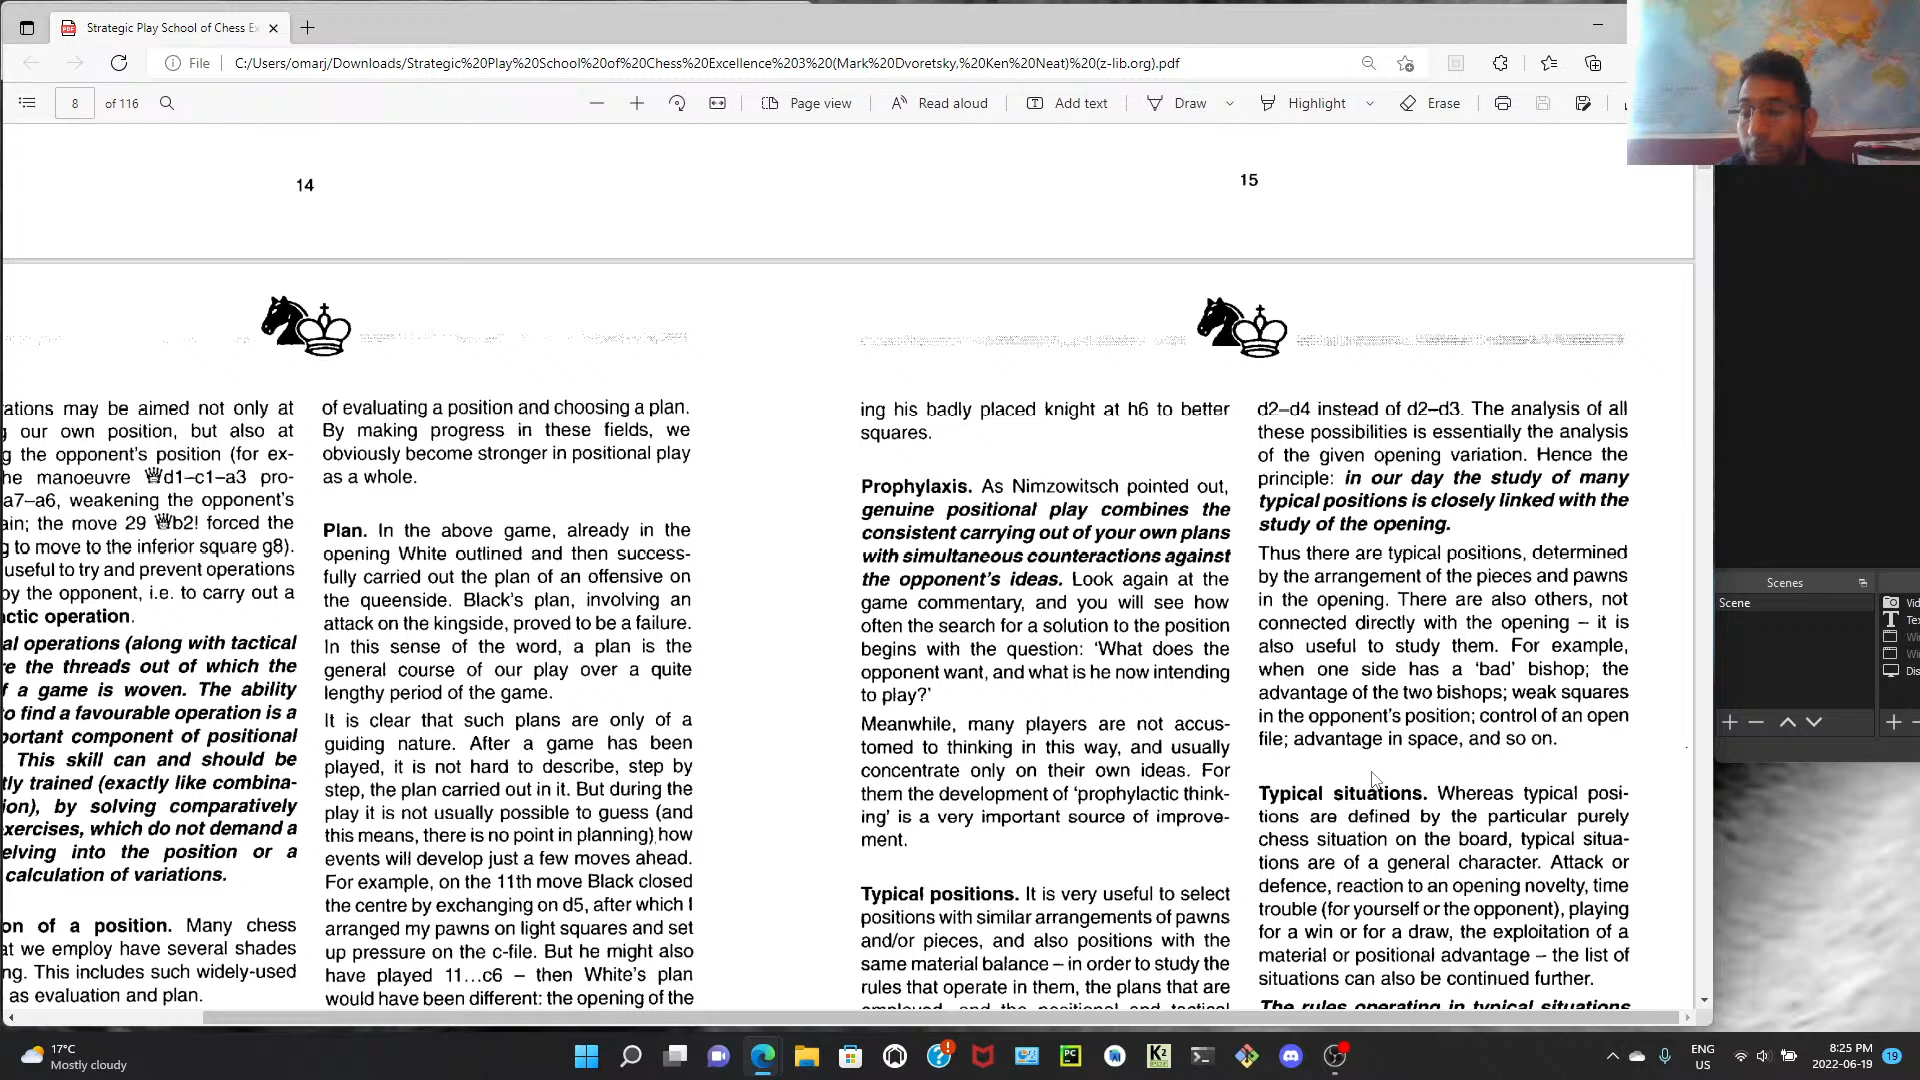 Strategic Play School of Chess Ex
File
C:/Users/omarj/Downloads/Strategic%20Play%20School%20of%20Chess%20Excellence%203%20(Mark%20Dvoretsky,%20Ken%20Neat)%20(z-lib.org).pdf
8 of 116
Page view
Read aloud
Add text
Draw
Highlight
Erase
14
15
ations may be aimed not only at
our own position, but also at
g the opponent's position (for ex-
he manoeuvre ♕d1–c1–a3 pro-
a7–a6, weakening the opponent's
ain; the move 29 ♕b2! forced the
g to move to the inferior square g8).
useful to try and prevent operations
by the opponent, i.e. to carry out a
actic operation.
al operations (along with tactical
re the threads out of which the
f a game is woven. The ability
o find a favourable operation is a
portant component of positional
This skill can and should be
tly trained (exactly like combina-
ion), by solving comparatively
exercises, which do not demand a
elving into the position or a
calculation of variations.
on of a position. Many chess
at we employ have several shades
ng. This includes such widely-used
as evaluation and plan.
of evaluating a position and choosing a plan.
By making progress in these fields, we
obviously become stronger in positional play
as a whole.
Plan. In the above game, already in the
opening White outlined and then success-
fully carried out the plan of an offensive on
the queenside. Black's plan, involving an
attack on the kingside, proved to be a failure.
In this sense of the word, a plan is the
general course of our play over a quite
lengthy period of the game.
It is clear that such plans are only of a
guiding nature. After a game has been
played, it is not hard to describe, step by
step, the plan carried out in it. But during the
play it is not usually possible to guess (and
this means, there is no point in planning) how
events will develop just a few moves ahead.
For example, on the 11th move Black closed
the centre by exchanging on d5, after which I
arranged my pawns on light squares and set
up pressure on the c-file. But he might also
have played 11...c6 – then White's plan
would have been different: the opening of the
ing his badly placed knight at h6 to better
squares.
Prophylaxis. As Nimzowitsch pointed out,
genuine positional play combines the
consistent carrying out of your own plans
with simultaneous counteractions against
the opponent's ideas. Look again at the
game commentary, and you will see how
often the search for a solution to the position
begins with the question: 'What does the
opponent want, and what is he now intending
to play?'
Meanwhile, many players are not accus-
tomed to thinking in this way, and usually
concentrate only on their own ideas. For
them the development of 'prophylactic think-
ing' is a very important source of improve-
ment.
Typical positions. It is very useful to select
positions with similar arrangements of pawns
and/or pieces, and also positions with the
same material balance – in order to study the
rules that operate in them, the plans that are
employed, and the positional and tactical
d2–d4 instead of d2–d3. The analysis of all
these possibilities is essentially the analysis
of the given opening variation. Hence the
principle: in our day the study of many
typical positions is closely linked with the
study of the opening.
Thus there are typical positions, determined
by the arrangement of the pieces and pawns
in the opening. There are also others, not
connected directly with the opening – it is
also useful to study them. For example,
when one side has a 'bad' bishop; the
advantage of the two bishops; weak squares
in the opponent's position; control of an open
file; advantage in space, and so on.
Typical situations. Whereas typical posi-
tions are defined by the particular purely
chess situation on the board, typical situa-
tions are of a general character. Attack or
defence, reaction to an opening novelty, time
trouble (for yourself or the opponent), playing
for a win or for a draw, the exploitation of a
material or positional advantage – the list of
situations can also be continued further.
The rules operating in typical situations
Scenes
Scene
Vid
Tex
Wi
Wi
Dis
17°C
Mostly cloudy
ENG
US
8:25 PM
2022-06-19
19